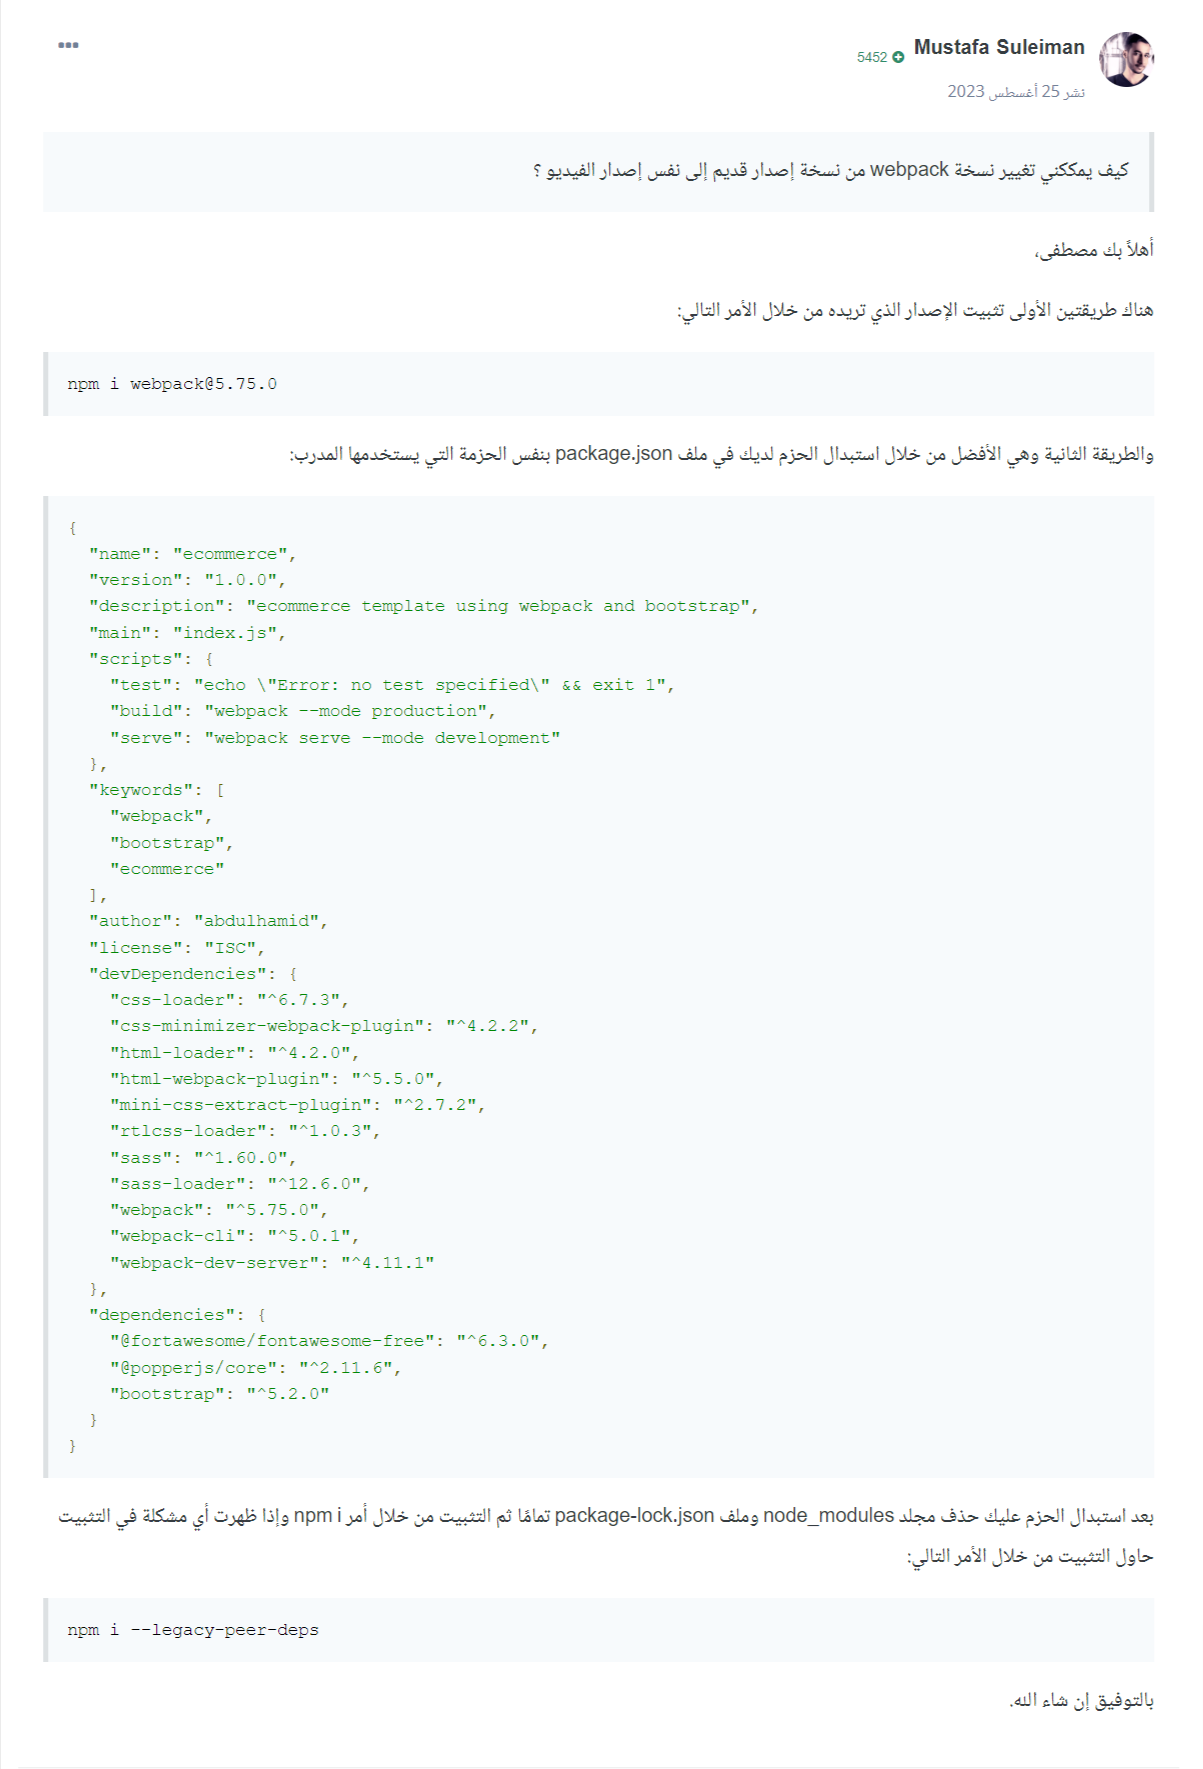 Mustafa Suleiman
5452
نشر 25 أغسطس 2023
كيف يمككني تغيير نسخة webpack من نسخة إصدار قديم إلى نفس إصدار الفيديو ؟
أهلاً بك مصطفى،
هناك طريقتين الأولى تثبيت الإصدار الذي تريده من خلال الأمر التالي:
npm i webpack@5.75.0
والطريقة الثانية وهي الأفضل من خلال استبدال الحزم لديك في ملف package.json بنفس الحزمة التي يستخدمها المدرب:
{
  "name": "ecommerce",
  "version": "1.0.0",
  "description": "ecommerce template using webpack and bootstrap",
  "main": "index.js",
  "scripts": {
    "test": "echo \"Error: no test specified\" && exit 1",
    "build": "webpack --mode production",
    "serve": "webpack serve --mode development"
  },
  "keywords": [
    "webpack",
    "bootstrap",
    "ecommerce"
  ],
  "author": "abdulhamid",
  "license": "ISC",
  "devDependencies": {
    "css-loader": "^6.7.3",
    "css-minimizer-webpack-plugin": "^4.2.2",
    "html-loader": "^4.2.0",
    "html-webpack-plugin": "^5.5.0",
    "mini-css-extract-plugin": "^2.7.2",
    "rtlcss-loader": "^1.0.3",
    "sass": "^1.60.0",
    "sass-loader": "^12.6.0",
    "webpack": "^5.75.0",
    "webpack-cli": "^5.0.1",
    "webpack-dev-server": "^4.11.1"
  },
  "dependencies": {
    "@fortawesome/fontawesome-free": "^6.3.0",
    "@popperjs/core": "^2.11.6",
    "bootstrap": "^5.2.0"
  }
}
بعد استبدال الحزم عليك حذف مجلد node_modules وملف package-lock.json تمامًا ثم التثبيت من خلال أمر npm i وإذا ظهرت أي مشكلة في التثبيت
حاول التثبيت من خلال الأمر التالي:
npm i --legacy-peer-deps
بالتوفيق إن شاء الله.